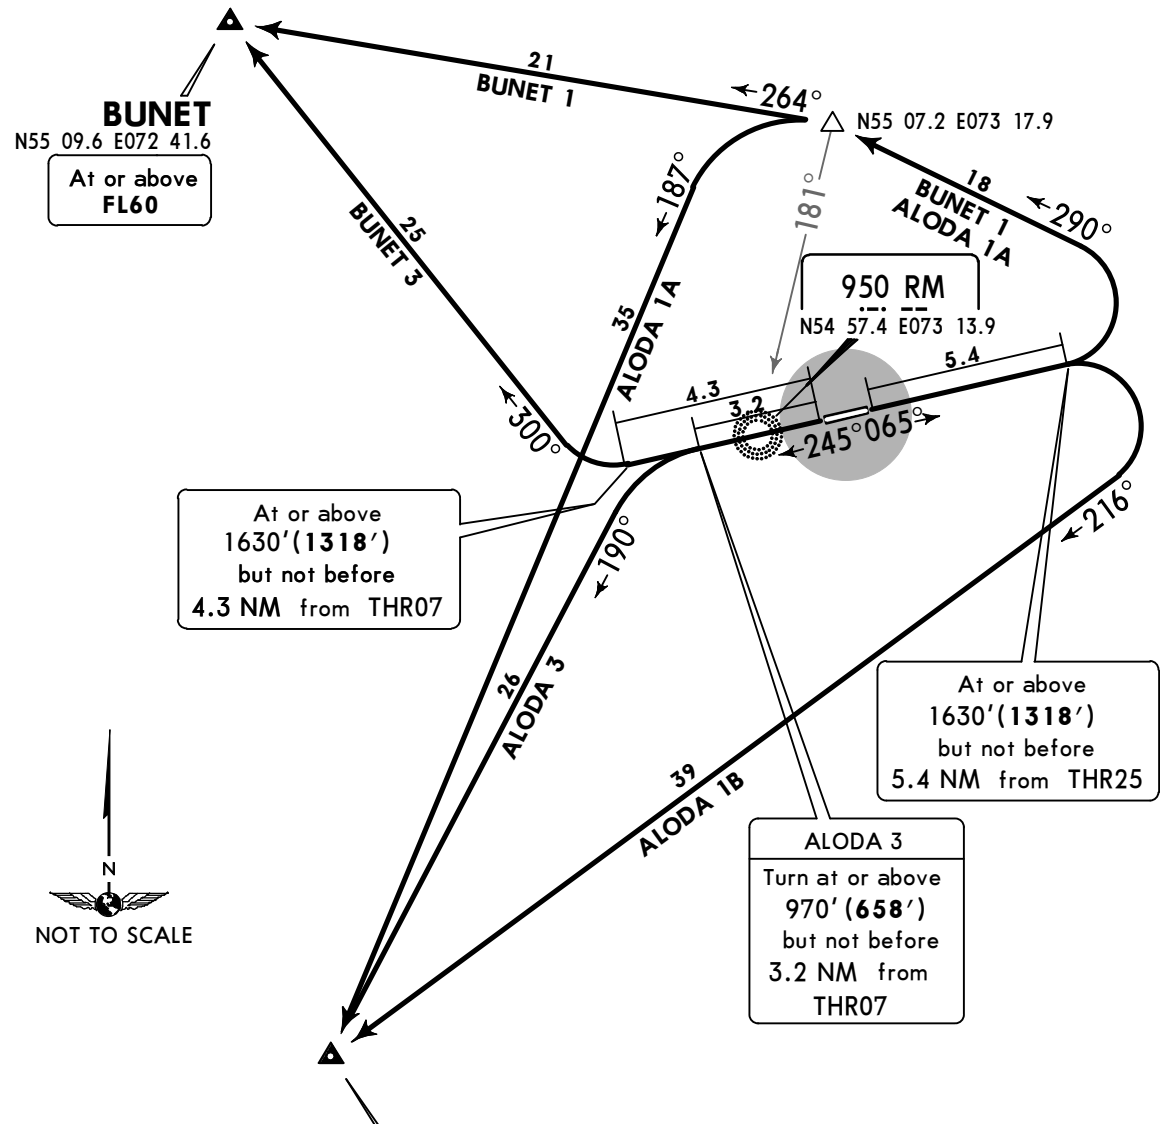 21
BUNET 1
264°
N55 07.2 E073 17.9
BUNET
N55 09.6 E072 41.6
At or above
FL60
187°
181°
18
BUNET 1
ALODA 1A
290°
25
BUNET 3
35
ALODA 1A
950 RM
N54 57.4 E073 13.9
5.4
4.3
3.2
245° 065°
300°
190°
216°
At or above
1630'(1318')
but not before
4.3 NM from THR07
26
ALODA 3
39
ALODA 1B
At or above
1630'(1318')
but not before
5.4 NM from THR25
ALODA 3
Turn at or above
970' (658')
but not before
3.2 NM from
THR07
N
NOT TO SCALE